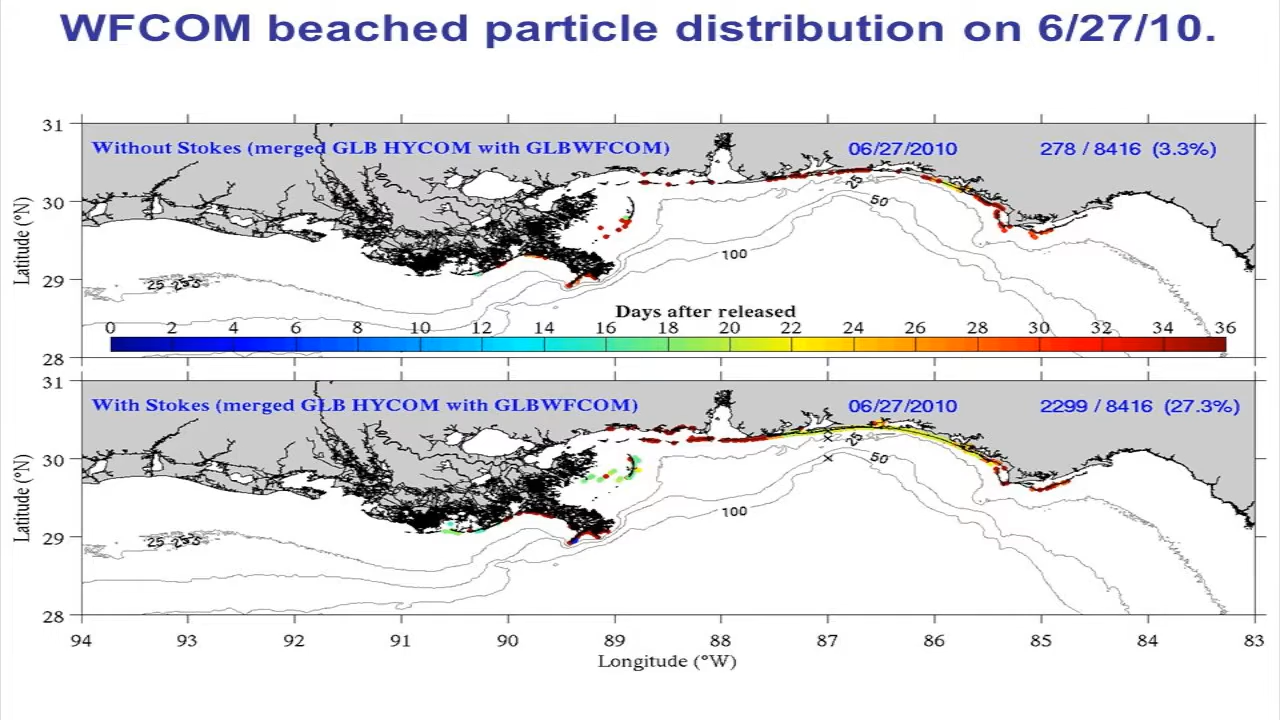 WFCOM beached particle distribution on 6/27/10.
31
Without Stokes (merged GLB HYCOM with GLBWFCOM) 06/27/2010 278 / 8416 (3.3%)
25
30
50
Latitude (°N)
100
29
25
Days after released
0 2 4 6 8 10 12 14 16 18 20 22 24 26 28 30 32 34 36
28
31
With Stokes (merged GLB HYCOM with GLBWFCOM) 06/27/2010 2299 / 8416 (27.3%)
25
30
50
Latitude (°N)
100
29
25
28
94 93 92 91 90 89 88 87 86 85 84 83
Longitude (°W)